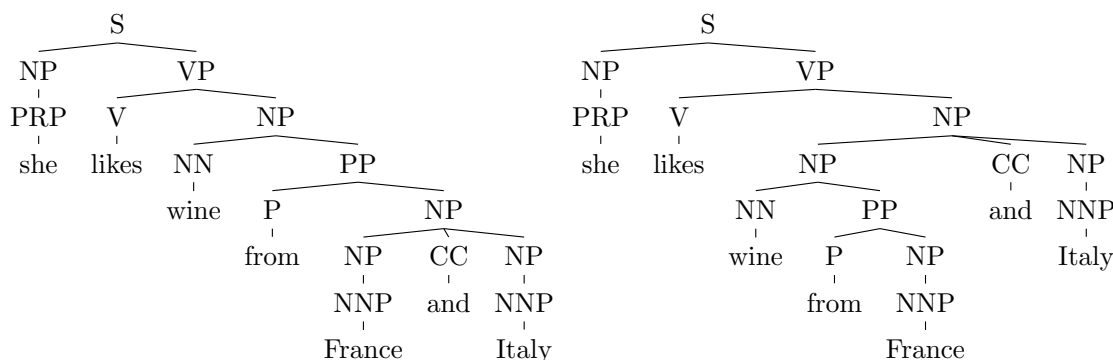 S S
NP VP NP VP
PRP V NP PRP V NP
she likes NN PP she likes NP CC NP
wine P NP NN PP and NNP
from NP CC NP wine P NP Italy
NNP and NNP from NNP
France Italy France